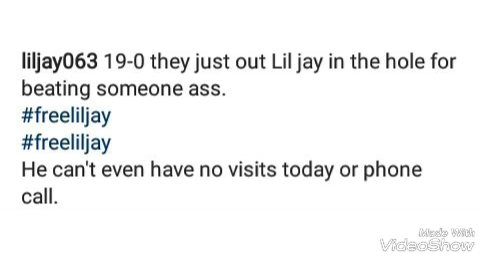 liljay063 19-0 they just out Lil jay in the hole for
beating someone ass.
#freeliljay
#freeliljay
He can't even have no visits today or phone
call.
Made With
VideoShow